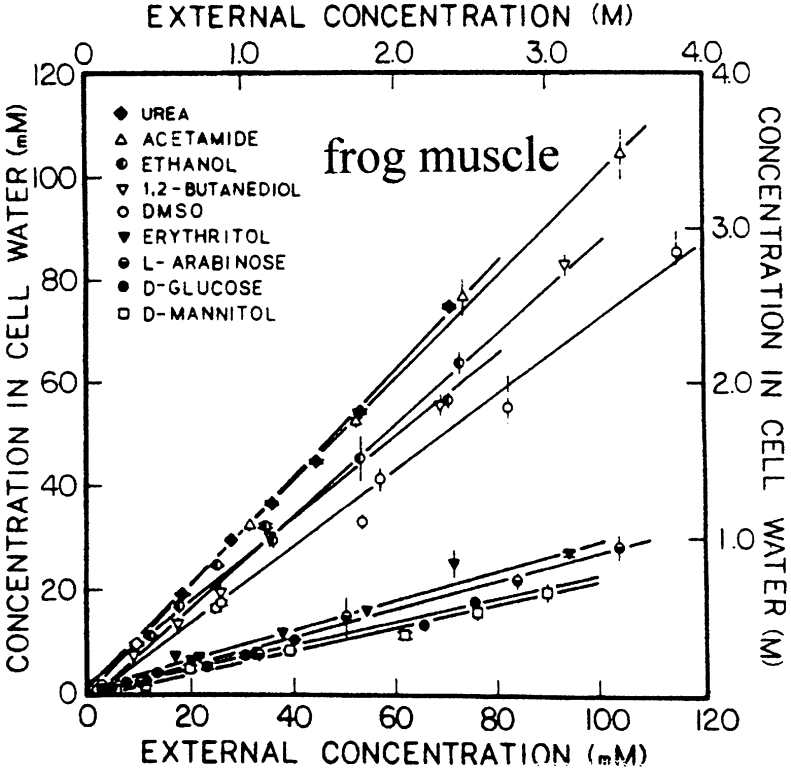 EXTERNAL CONCENTRATION (M)
0 1.0 2.0 3.0 4.0
120 4.0
UREA
ACETAMIDE
ETHANOL
1,2-BUTANEDIOL
DMSO
ERYTHRITOL
L-ARABINOSE
D-GLUCOSE
D-MANNITOL
frog muscle
CONCENTRATION IN CELL WATER (mM)
100
80
60
40
20
0
3.0
2.0
1.0
CONCENTRATION IN CELL WATER (M)
0 20 40 60 80 100 120
EXTERNAL CONCENTRATION (mM)